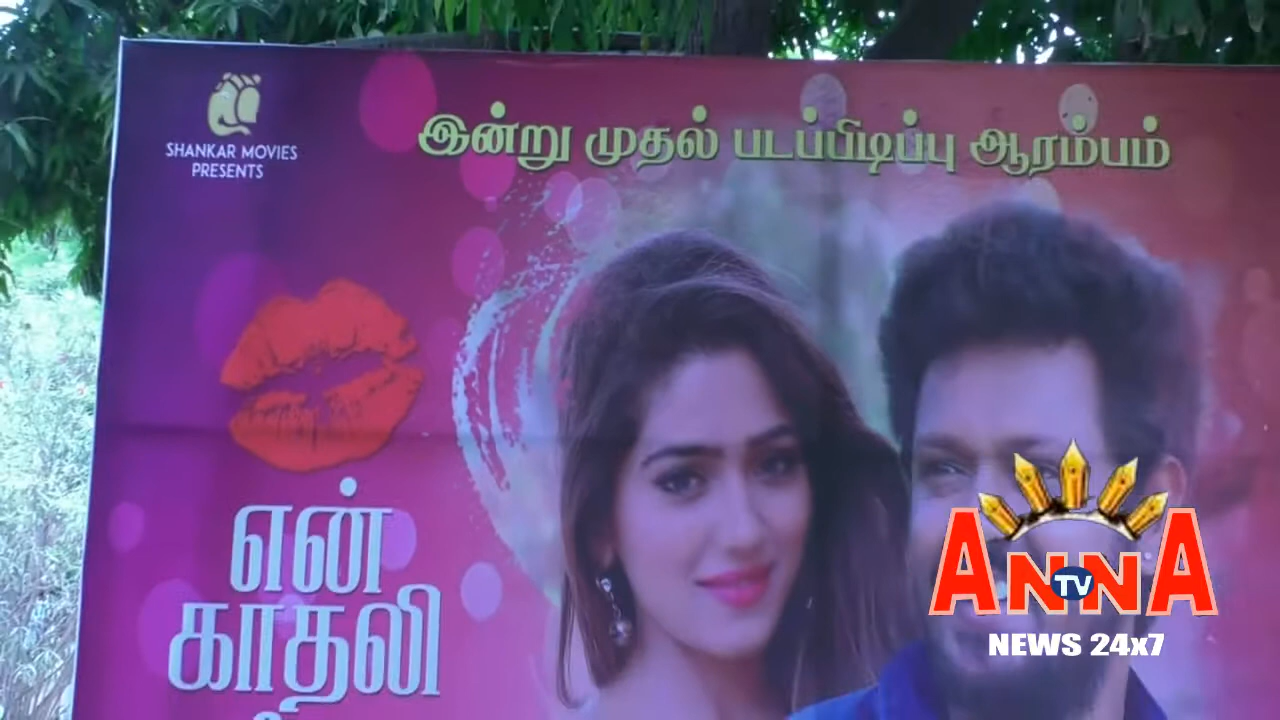 SHANKAR MOVIES
PRESENTS
இன்று முதல் படப்பிடிப்பு ஆரம்பம்
என்
காதலி
ANNA
TV
NEWS 24x7